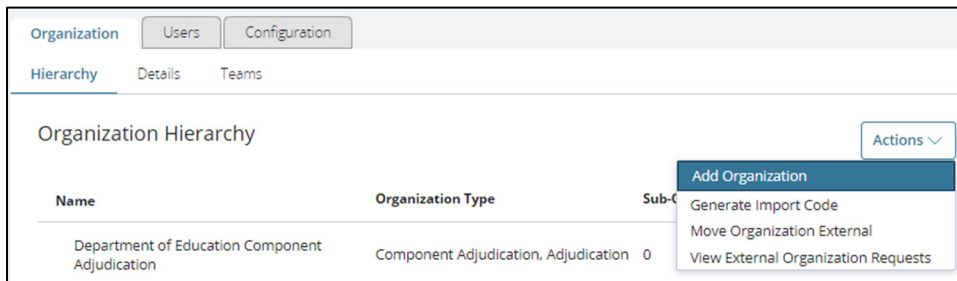 Organization Users Configuration
Hierarchy Details Teams
Organization Hierarchy
Actions
Add Organization
Generate Import Code
Move Organization External
View External Organization Requests
Name Organization Type Sub-
Department of Education Component
Adjudication
Component Adjudication, Adjudication 0